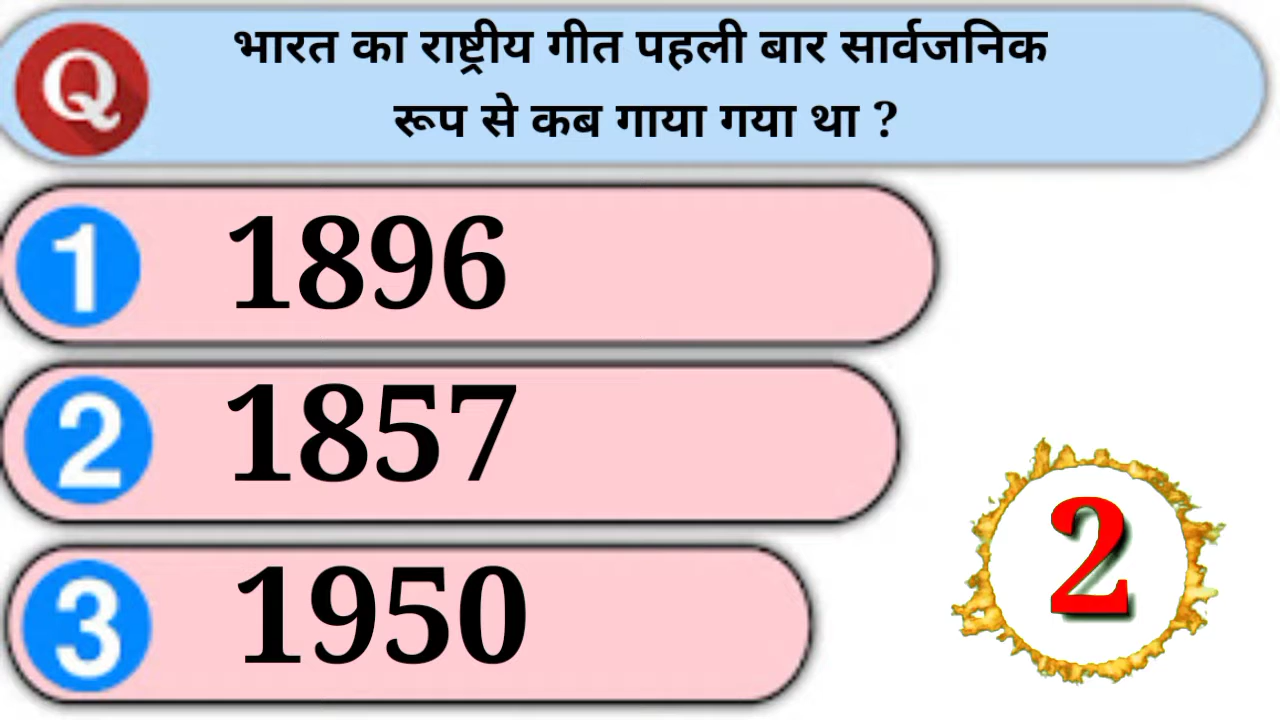 Q
भारत का राष्ट्रीय गीत पहली बार सार्वजनिक
रूप से कब गाया गया था ?
1 1896
2 1857
3 1950
2